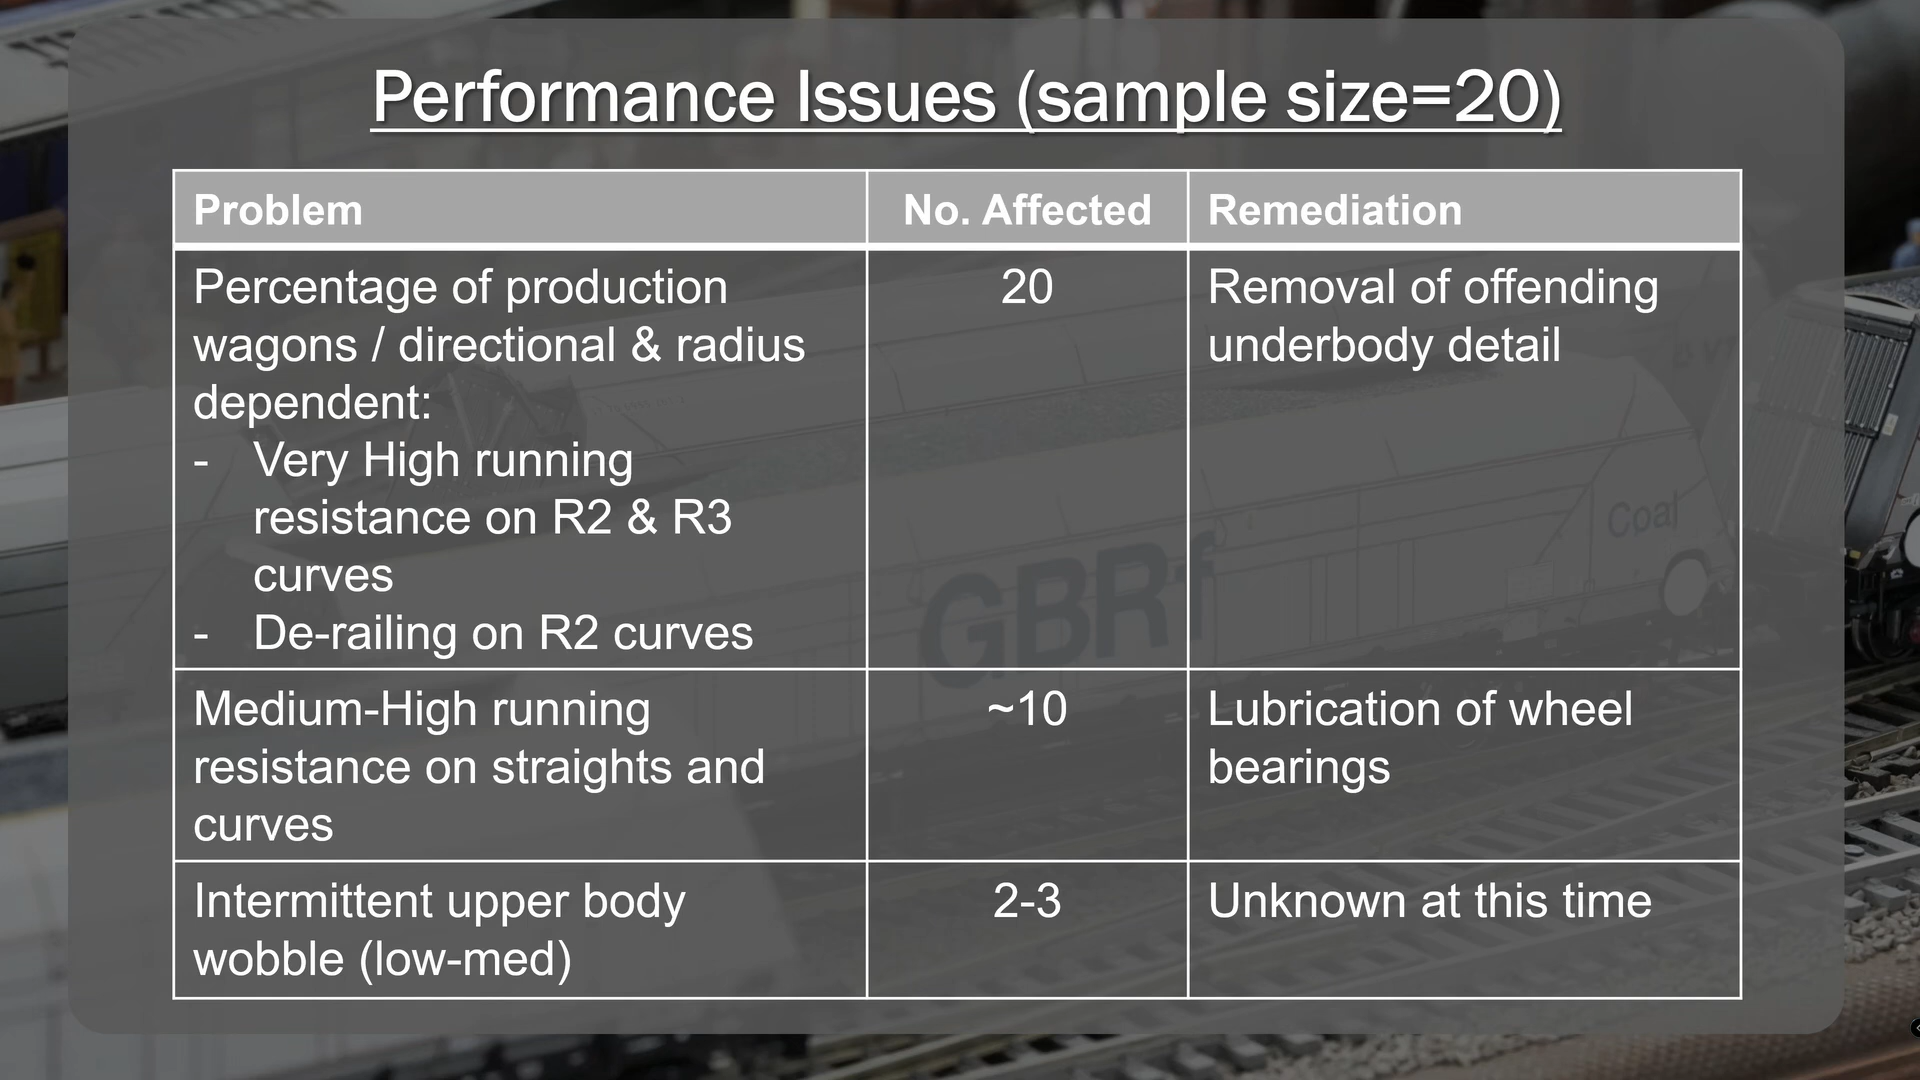 Performance Issues (sample size=20)
Problem
No. Affected
Remediation
Percentage of production
wagons / directional & radius
dependent:
- Very High running
resistance on R2 & R3
curves
- De-railing on R2 curves
20
Removal of offending
underbody detail
Medium-High running
resistance on straights and
curves
~10
Lubrication of wheel
bearings
Intermittent upper body
wobble (low-med)
2-3
Unknown at this time
GBRf
Coal